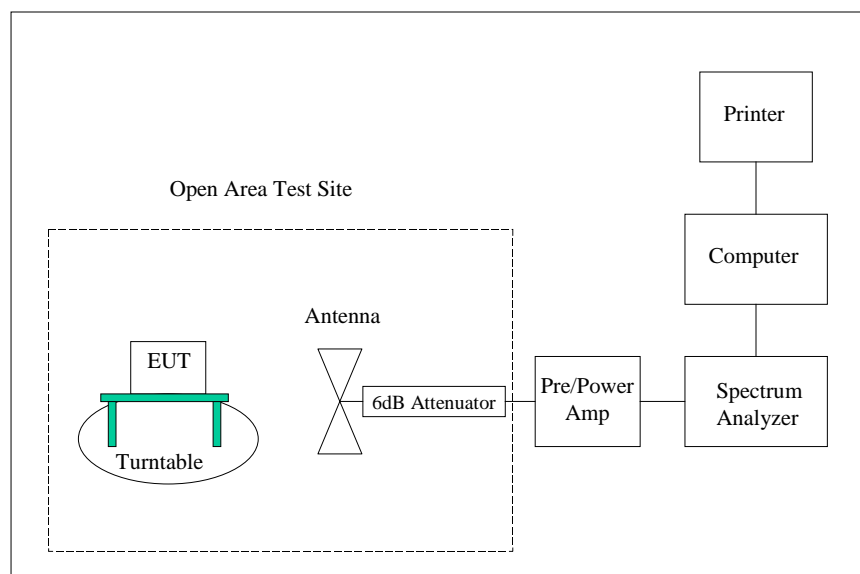 Printer
Open Area Test Site
Computer
Antenna
EUT
Pre/Power
Amp
Spectrum
Analyzer
6dB Attenuator
Turntable